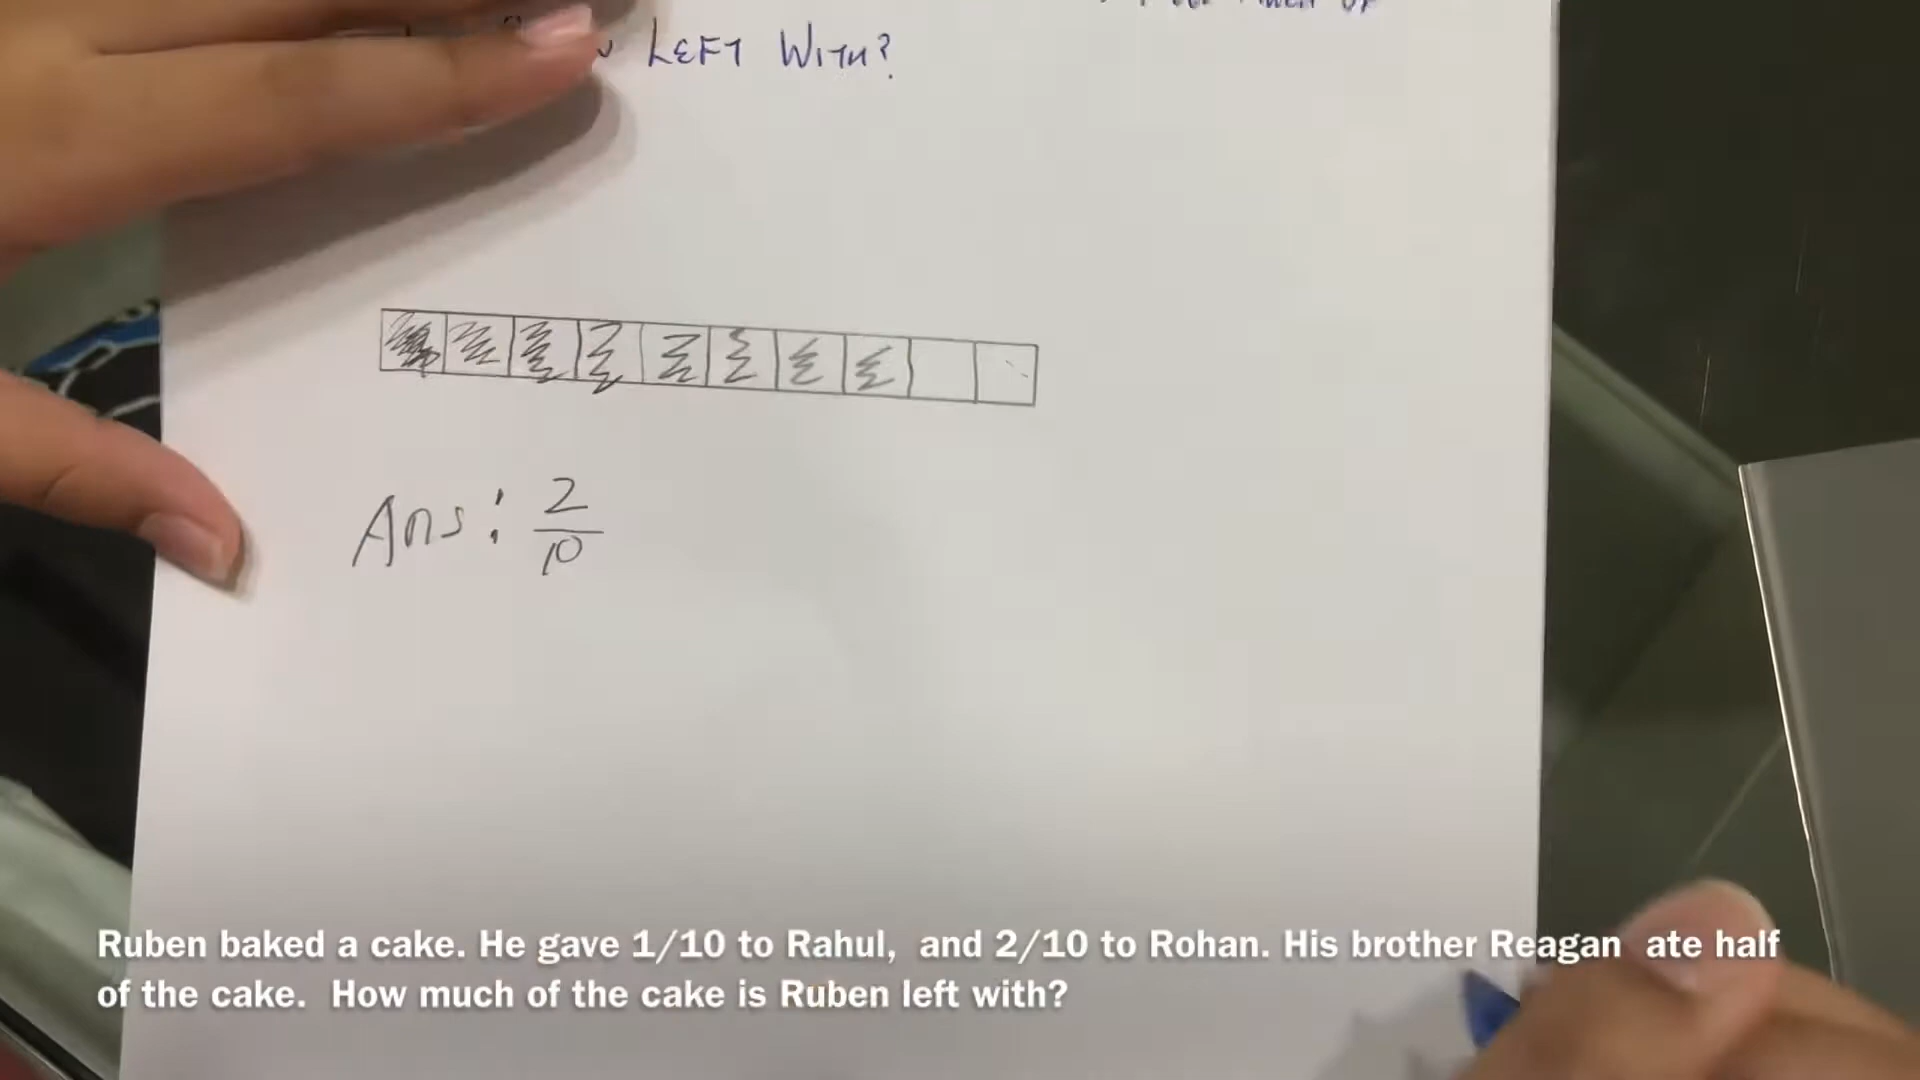 LEFT WITH?
Ans: 2/10
Ruben baked a cake. He gave 1/10 to Rahul, and 2/10 to Rohan. His brother Reagan ate half
of the cake. How much of the cake is Ruben left with?